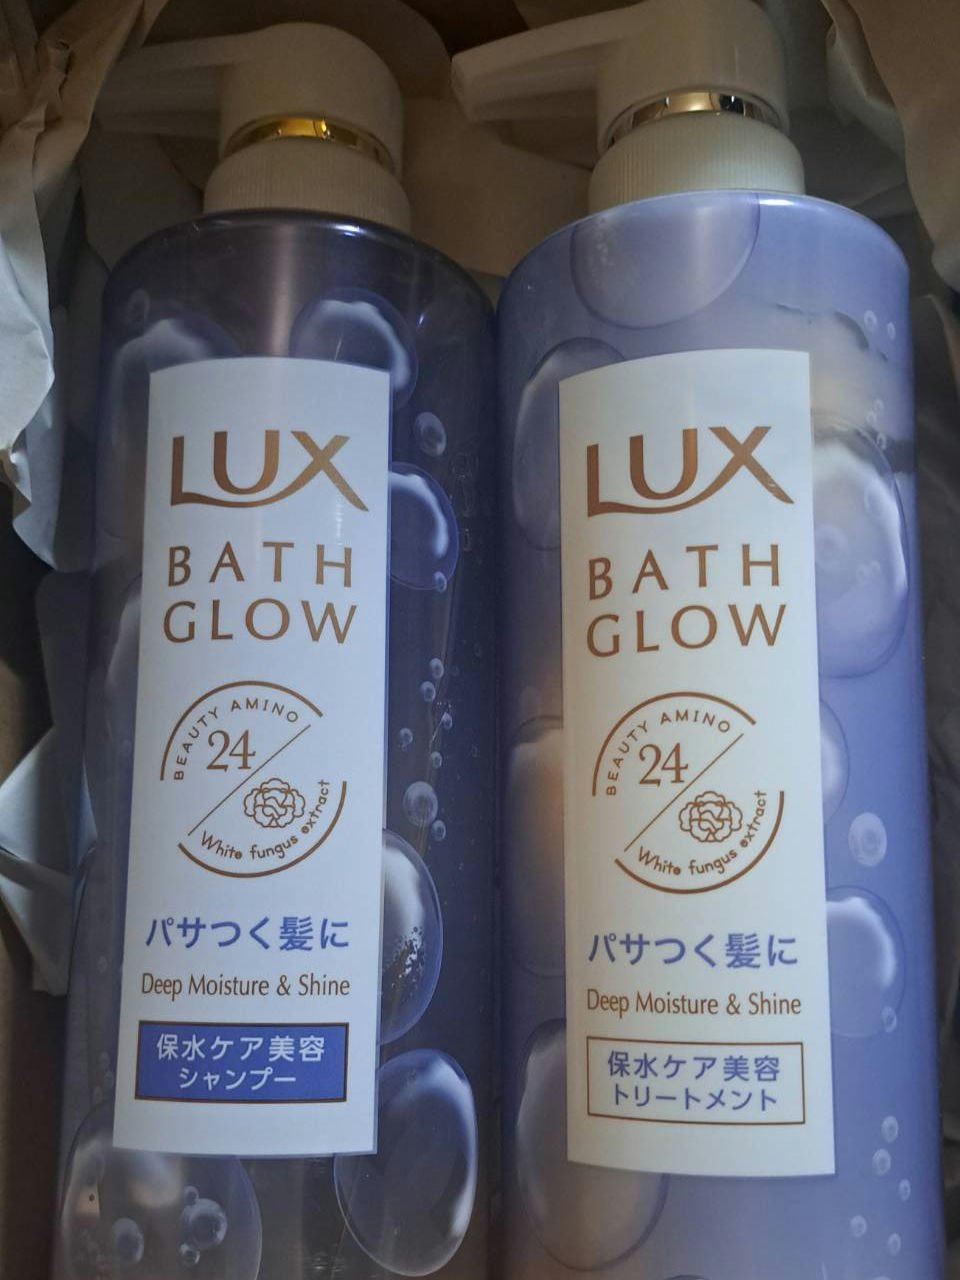 LUX
BATH
GLOW
BEAUTY AMINO
24
White fungus extract
パサつく髪に
Deep Moisture & Shine
保水ケア美容
シャンプー
LUX
BATH
GLOW
BEAUTY AMINO
24
White fungus extract
パサつく髪に
Deep Moisture & Shine
保水ケア美容
トリートメント